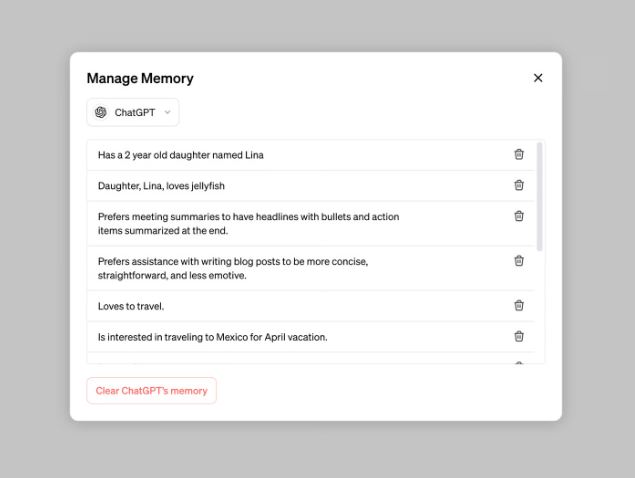 Manage Memory
ChatGPT
Has a 2 year old daughter named Lina
Daughter, Lina, loves jellyfish
Prefers meeting summaries to have headlines with bullets and action
items summarized at the end.
Prefers assistance with writing blog posts to be more concise,
straightforward, and less emotive.
Loves to travel.
Is interested in traveling to Mexico for April vacation.
Clear ChatGPT's memory